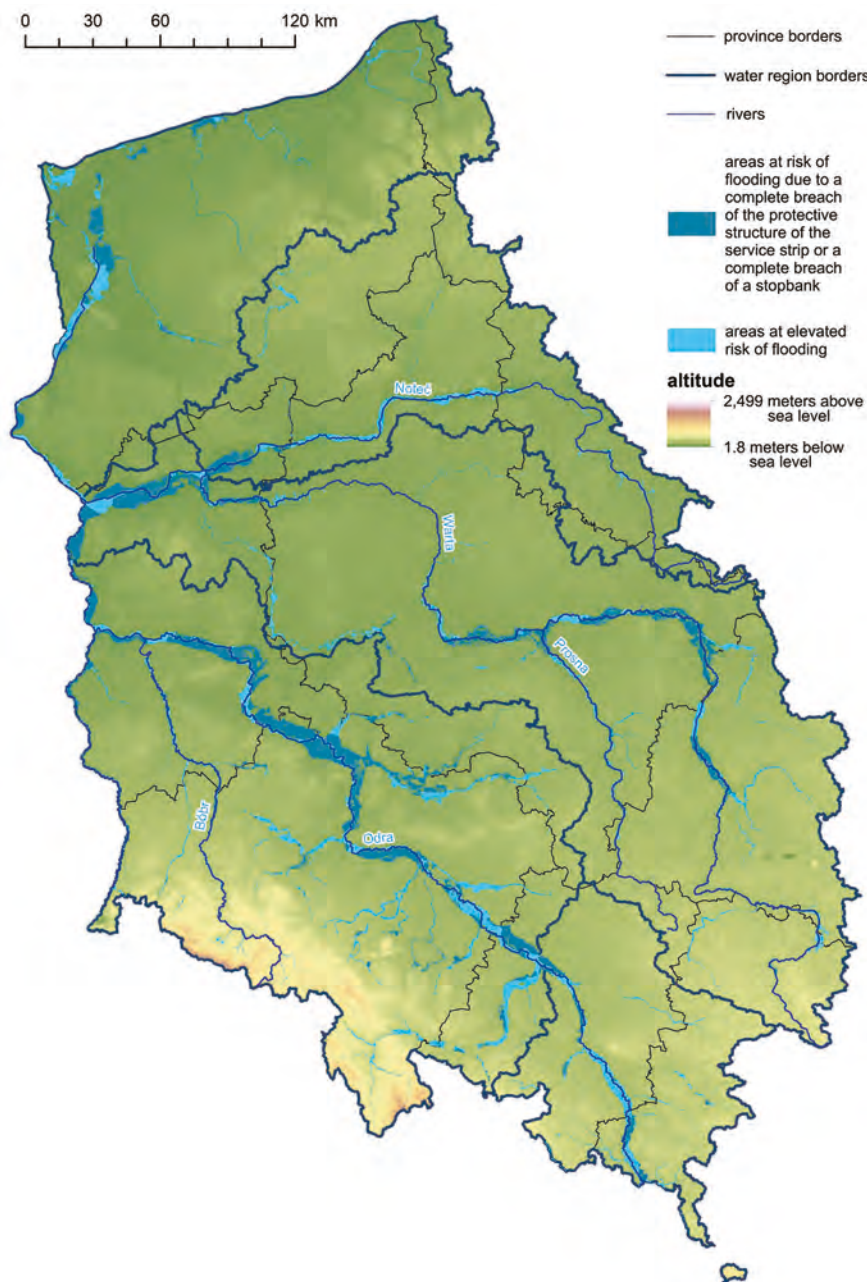 0 30 60 120 km
province borders
water region borders
rivers
areas at risk of
flooding due to a
complete breach
of the protective
structure of the
service strip or a
complete breach
of a stopbank
areas at elevated
risk of flooding
altitude
2,499 meters above
sea level
1.8 meters below
sea level
Noteć
Warta
Prosna
Bóbr
Odra